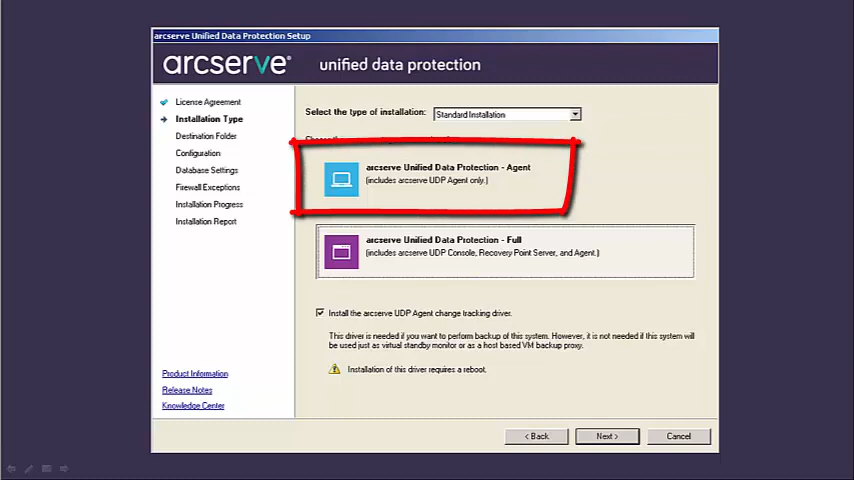 arcserve Unified Data Protection Setup
arcserve® unified data protection
License Agreement
Installation Type
Destination Folder
Configuration
Database Settings
Firewall Exceptions
Installation Progress
Installation Report
Product Information
Release Notes
Knowledge Center
Select the type of installation: Standard Installation
arcserve Unified Data Protection - Agent
(includes arcserve UDP Agent only.)
arcserve Unified Data Protection - Full
(includes arcserve UDP Console, Recovery Point Server, and Agent.)
Install the arcserve UDP Agent change tracking driver.
This driver is needed if you want to perform backup of this system. However, it is not needed if this system will
be used just as virtual standby monitor or as a host based VM backup proxy.
Installation of this driver requires a reboot.
< Back Next > Cancel